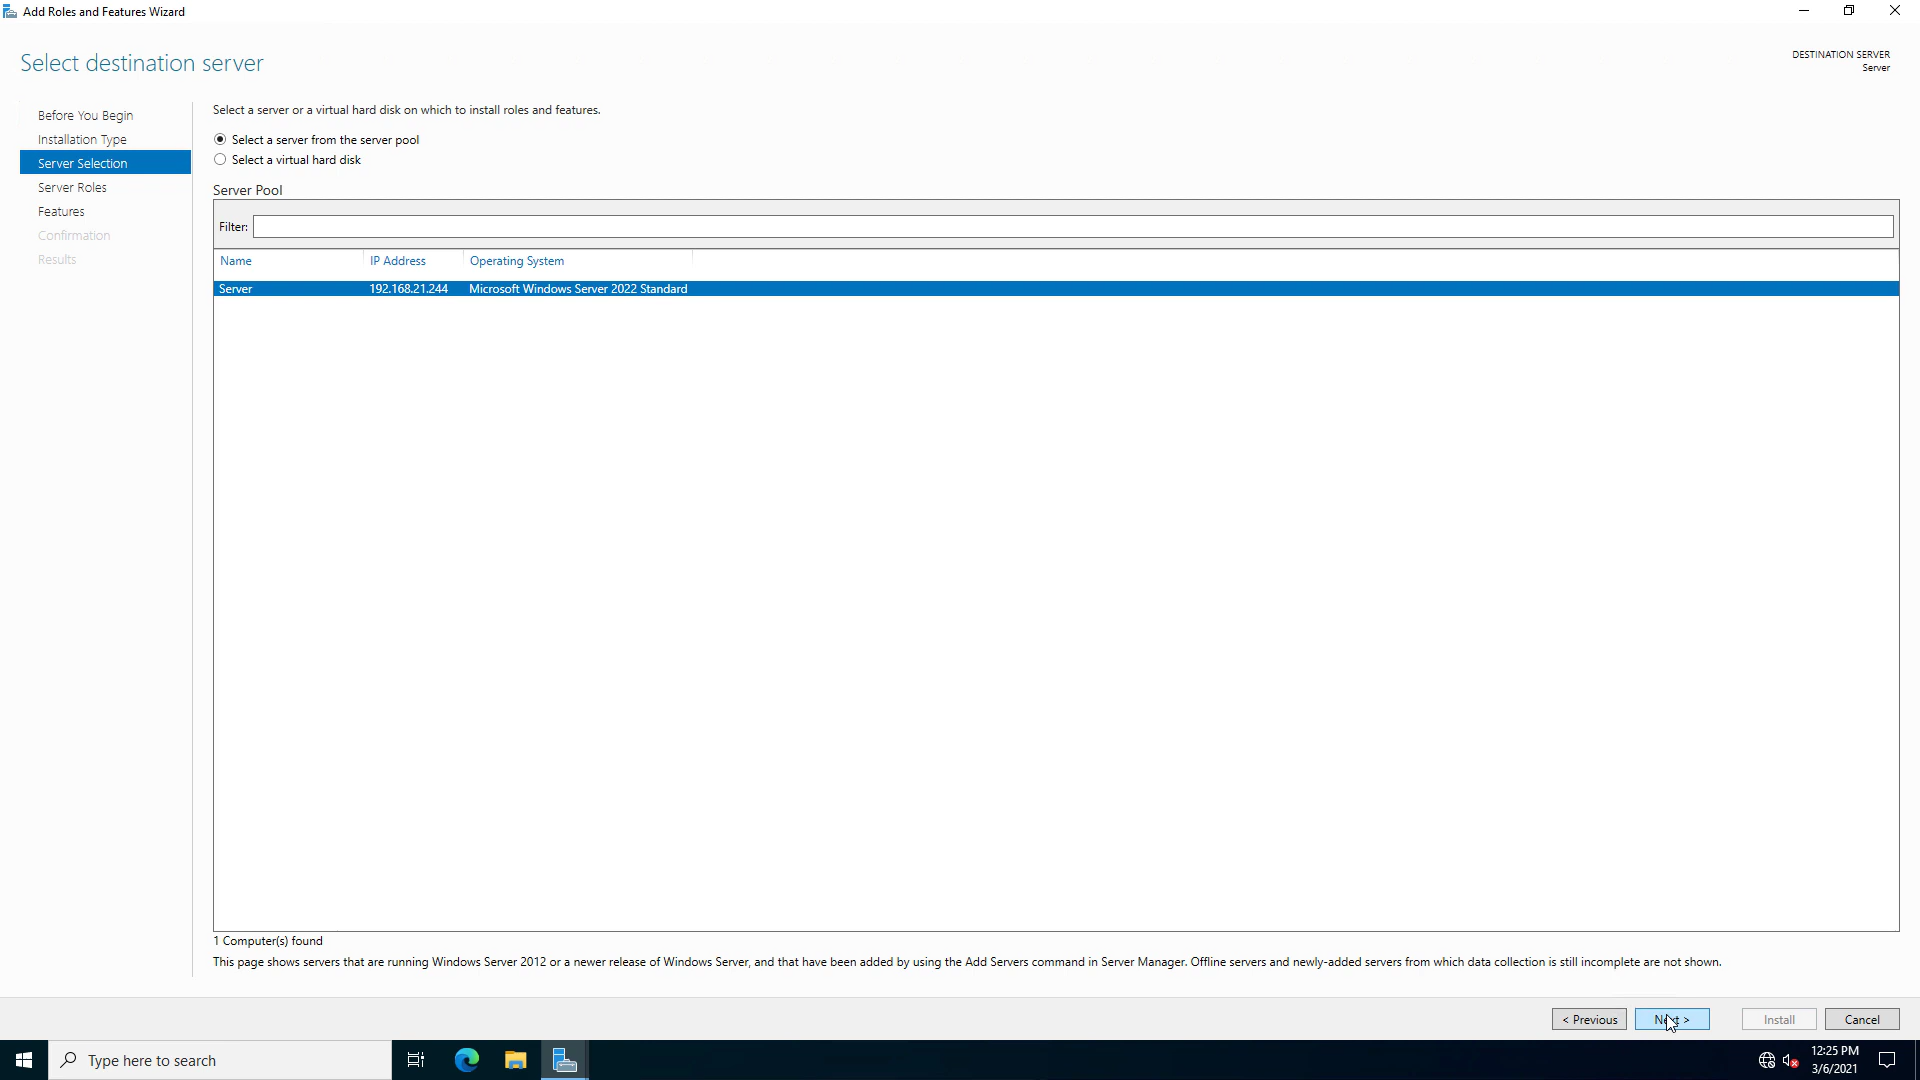 Add Roles and Features Wizard
Select destination server
DESTINATION SERVER
Server
Before You Begin
Installation Type
Server Selection
Server Roles
Features
Confirmation
Results
Select a server or a virtual hard disk on which to install roles and features.
Select a server from the server pool
Select a virtual hard disk
Server Pool
Filter:
Name IP Address Operating System
Server 192.168.21.244 Microsoft Windows Server 2022 Standard
1 Computer(s) found
This page shows servers that are running Windows Server 2012 or a newer release of Windows Server, and that have been added by using the Add Servers command in Server Manager. Offline servers and newly-added servers from which data collection is still incomplete are not shown.
< Previous Next > Install Cancel
Type here to search
12:25 PM
3/6/2021